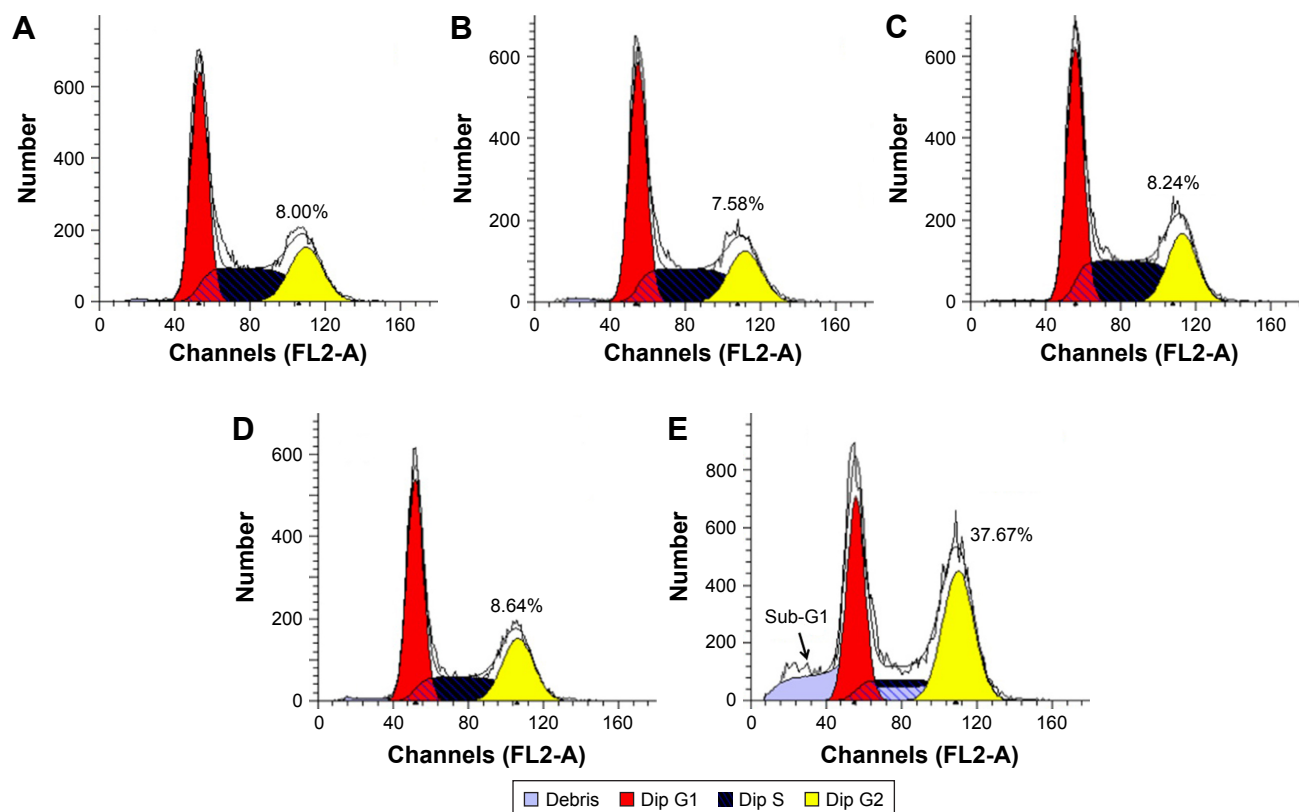 A
Number
600
400
200
0
8.00%
0 40 80 120 160
Channels (FL2-A)
B
Number
600
400
200
0
7.58%
0 40 80 120 160
Channels (FL2-A)
C
Number
600
400
200
0
8.24%
0 40 80 120 160
Channels (FL2-A)
D
Number
600
400
200
0
8.64%
0 40 80 120 160
Channels (FL2-A)
E
Number
800
600
400
200
0
37.67%
Sub-G1
0 40 80 120 160
Channels (FL2-A)
Debris Dip G1 Dip S Dip G2